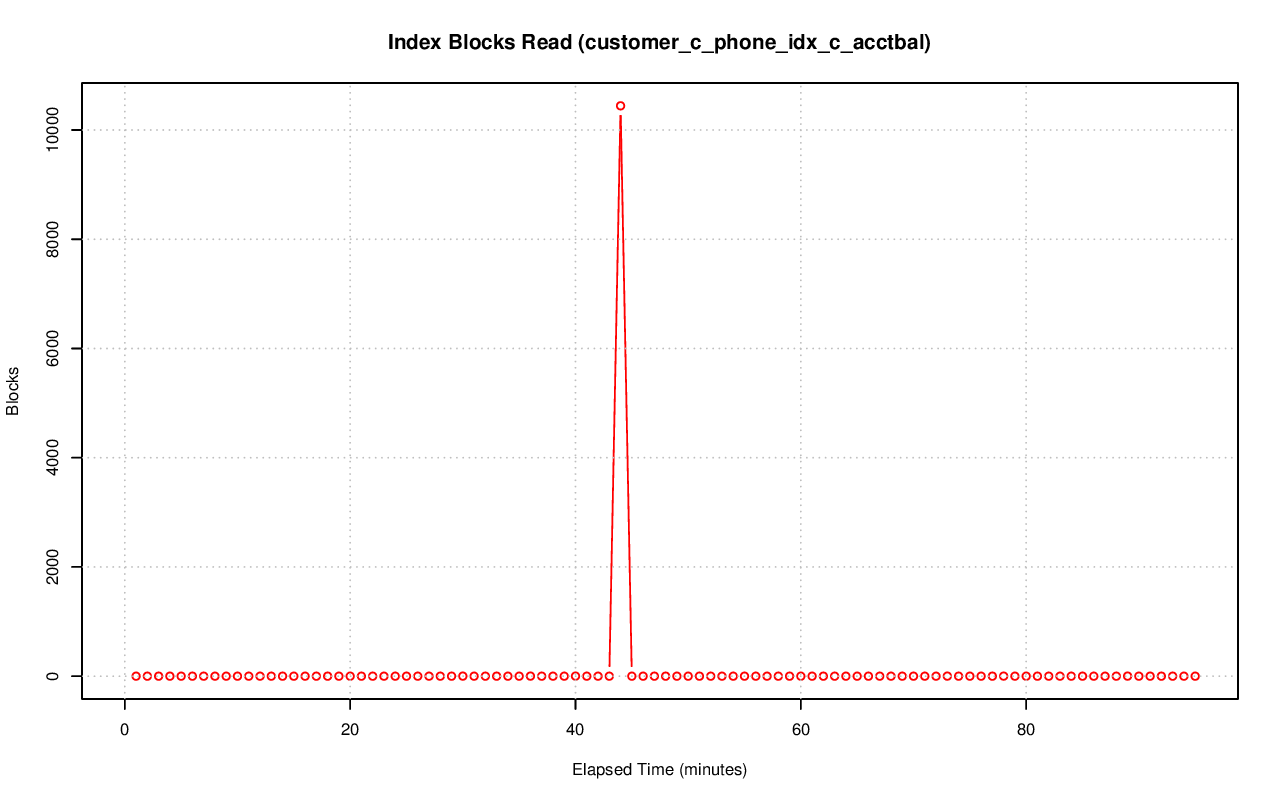 Index Blocks Read (customer_c_phone_idx_c_acctbal)
10000
8000
6000
4000
2000
0
Blocks
0 20 40 60 80
Elapsed Time (minutes)